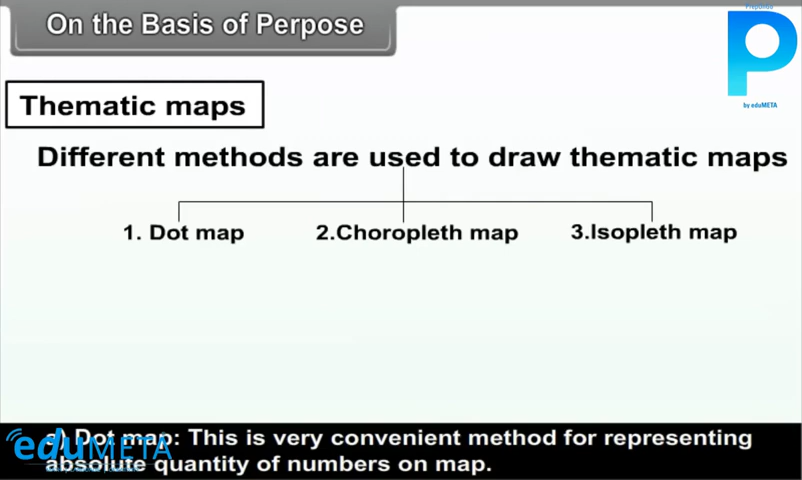 On the Basis of Perpose
Preponda
by eduMETA
Thematic maps
Different methods are used to draw thematic maps
1. Dot map 2.Choropleth map 3.Isopleth map
Dot map: This is very convenient method for representing
absolute quantity of numbers on map.
eduMETA